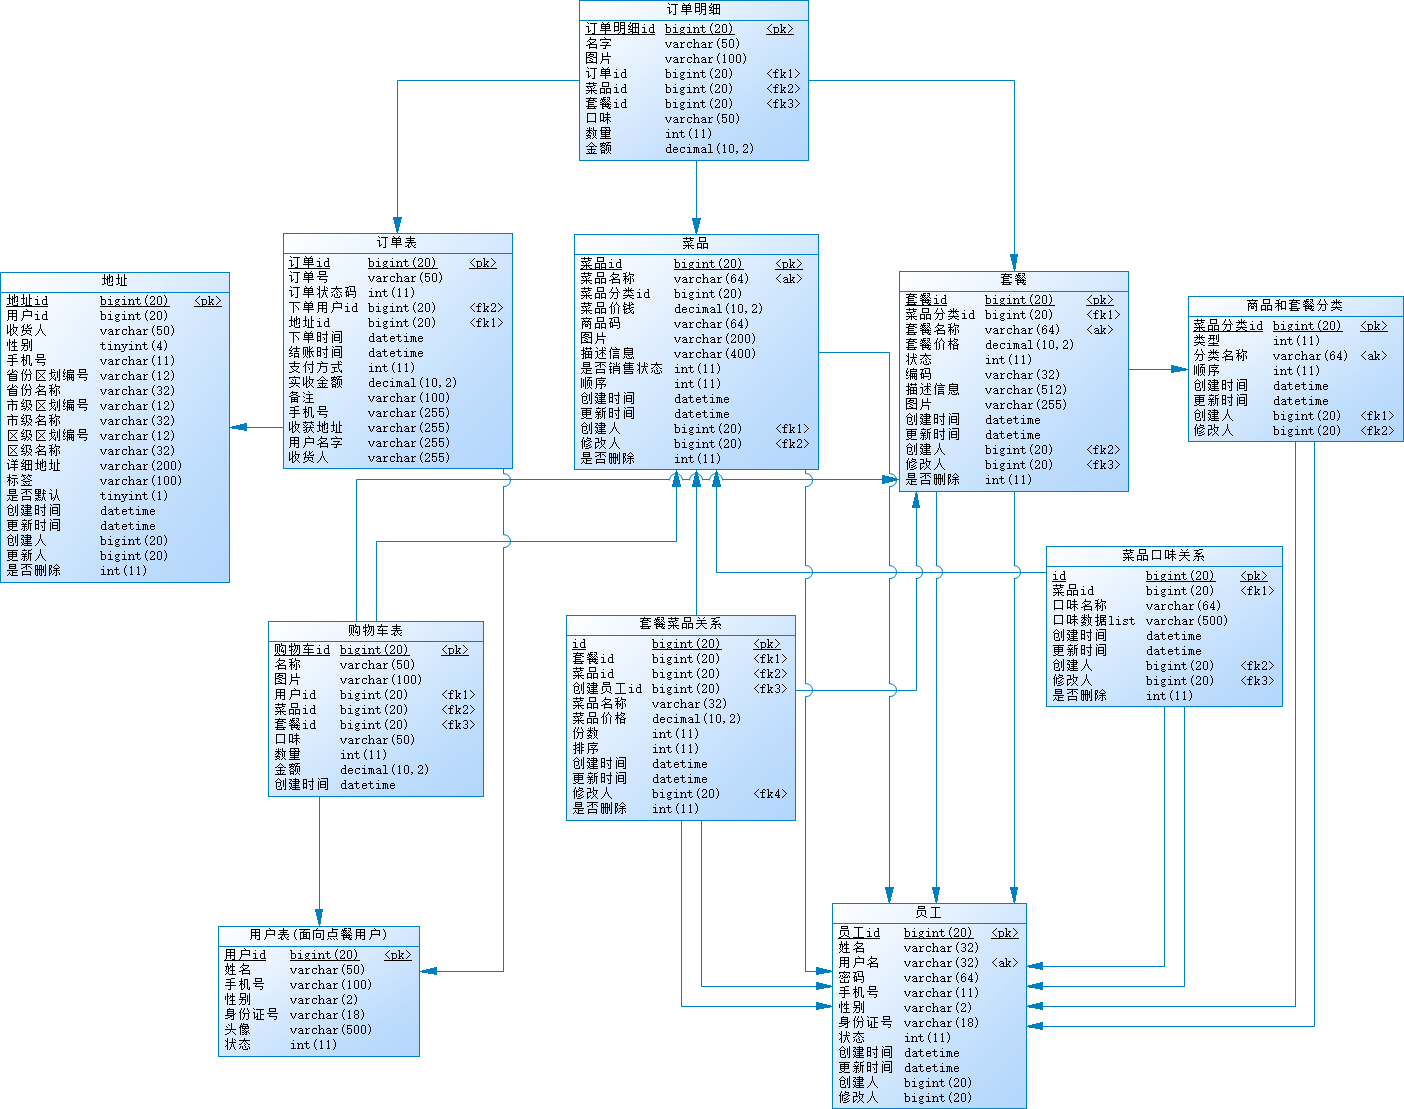 订单明细
订单明细id bigint(20) <pk>
名字 varchar(50)
图片 varchar(100)
订单id bigint(20) <fk1>
菜品id bigint(20) <fk2>
套餐id bigint(20) <fk3>
口味 varchar(50)
数量 int(11)
金额 decimal(10,2)
订单表
订单id bigint(20) <pk>
订单号 varchar(50)
订单状态码 int(11)
下单用户id bigint(20) <fk2>
地址id bigint(20) <fk1>
下单时间 datetime
结账时间 datetime
支付方式 int(11)
实收金额 decimal(10,2)
备注 varchar(100)
手机号 varchar(255)
收获地址 varchar(255)
用户名字 varchar(255)
收货人 varchar(255)
菜品
菜品id bigint(20) <pk>
菜品名称 varchar(64) <ak>
菜品分类id bigint(20)
菜品价钱 decimal(10,2)
商品码 varchar(64)
图片 varchar(200)
描述信息 varchar(400)
是否销售状态 int(11)
顺序 int(11)
创建时间 datetime
更新时间 datetime
创建人 bigint(20) <fk1>
修改人 bigint(20) <fk2>
是否删除 int(11)
套餐
套餐id bigint(20) <pk>
菜品分类id bigint(20) <fk1>
套餐名称 varchar(64) <ak>
套餐价格 decimal(10,2)
状态 int(11)
编码 varchar(32)
描述信息 varchar(512)
图片 varchar(255)
创建时间 datetime
更新时间 datetime
创建人 bigint(20) <fk2>
修改人 bigint(20) <fk3>
是否删除 int(11)
地址
地址id bigint(20) <pk>
用户id bigint(20)
收货人 varchar(50)
性别 tinyint(4)
手机号 varchar(11)
省份区划编号 varchar(12)
省份名称 varchar(32)
市级区划编号 varchar(12)
市级名称 varchar(32)
区级区划编号 varchar(12)
区级名称 varchar(32)
详细地址 varchar(200)
标签 varchar(100)
是否默认 tinyint(1)
创建时间 datetime
更新时间 datetime
创建人 bigint(20)
更新人 bigint(20)
是否删除 int(11)
商品和套餐分类
菜品分类id bigint(20) <pk>
类型 int(11)
分类名称 varchar(64) <ak>
顺序 int(11)
创建时间 datetime
更新时间 datetime
创建人 bigint(20) <fk1>
修改人 bigint(20) <fk2>
菜品口味关系
id bigint(20) <pk>
菜品id bigint(20) <fk1>
口味名称 varchar(64)
口味数据list varchar(500)
创建时间 datetime
更新时间 datetime
创建人 bigint(20) <fk2>
修改人 bigint(20) <fk3>
是否删除 int(11)
购物车表
购物车id bigint(20) <pk>
名称 varchar(50)
图片 varchar(100)
用户id bigint(20) <fk1>
菜品id bigint(20) <fk2>
套餐id bigint(20) <fk3>
口味 varchar(50)
数量 int(11)
金额 decimal(10,2)
创建时间 datetime
套餐菜品关系
id bigint(20) <pk>
套餐id bigint(20) <fk1>
菜品id bigint(20) <fk2>
创建员工id bigint(20) <fk3>
菜品名称 varchar(32)
菜品价格 decimal(10,2)
份数 int(11)
排序 int(11)
创建时间 datetime
更新时间 datetime
修改人 bigint(20) <fk4>
是否删除 int(11)
用户表(面向点餐用户)
用户id bigint(20) <pk>
姓名 varchar(50)
手机号 varchar(100)
性别 varchar(2)
身份证号 varchar(18)
头像 varchar(500)
状态 int(11)
员工
员工id bigint(20) <pk>
姓名 varchar(32)
用户名 varchar(32) <ak>
密码 varchar(64)
手机号 varchar(11)
性别 varchar(2)
身份证号 varchar(18)
状态 int(11)
创建时间 datetime
更新时间 datetime
创建人 bigint(20)
修改人 bigint(20)